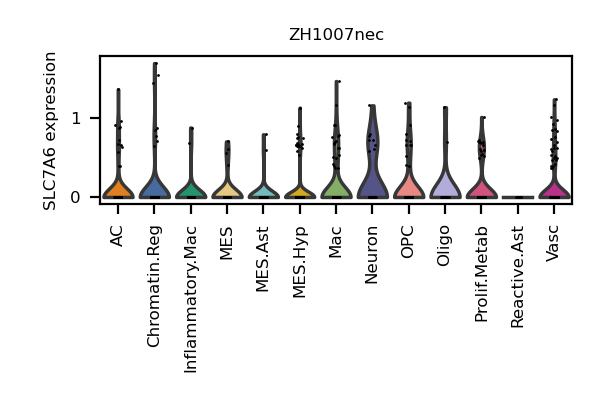 ZH1007nec
SLC7A6 expression
1
0
AC
Chromatin.Reg
Inflammatory.Mac
MES
MES.Ast
MES.Hyp
Mac
Neuron
OPC
Oligo
Prolif.Metab
Reactive.Ast
Vasc